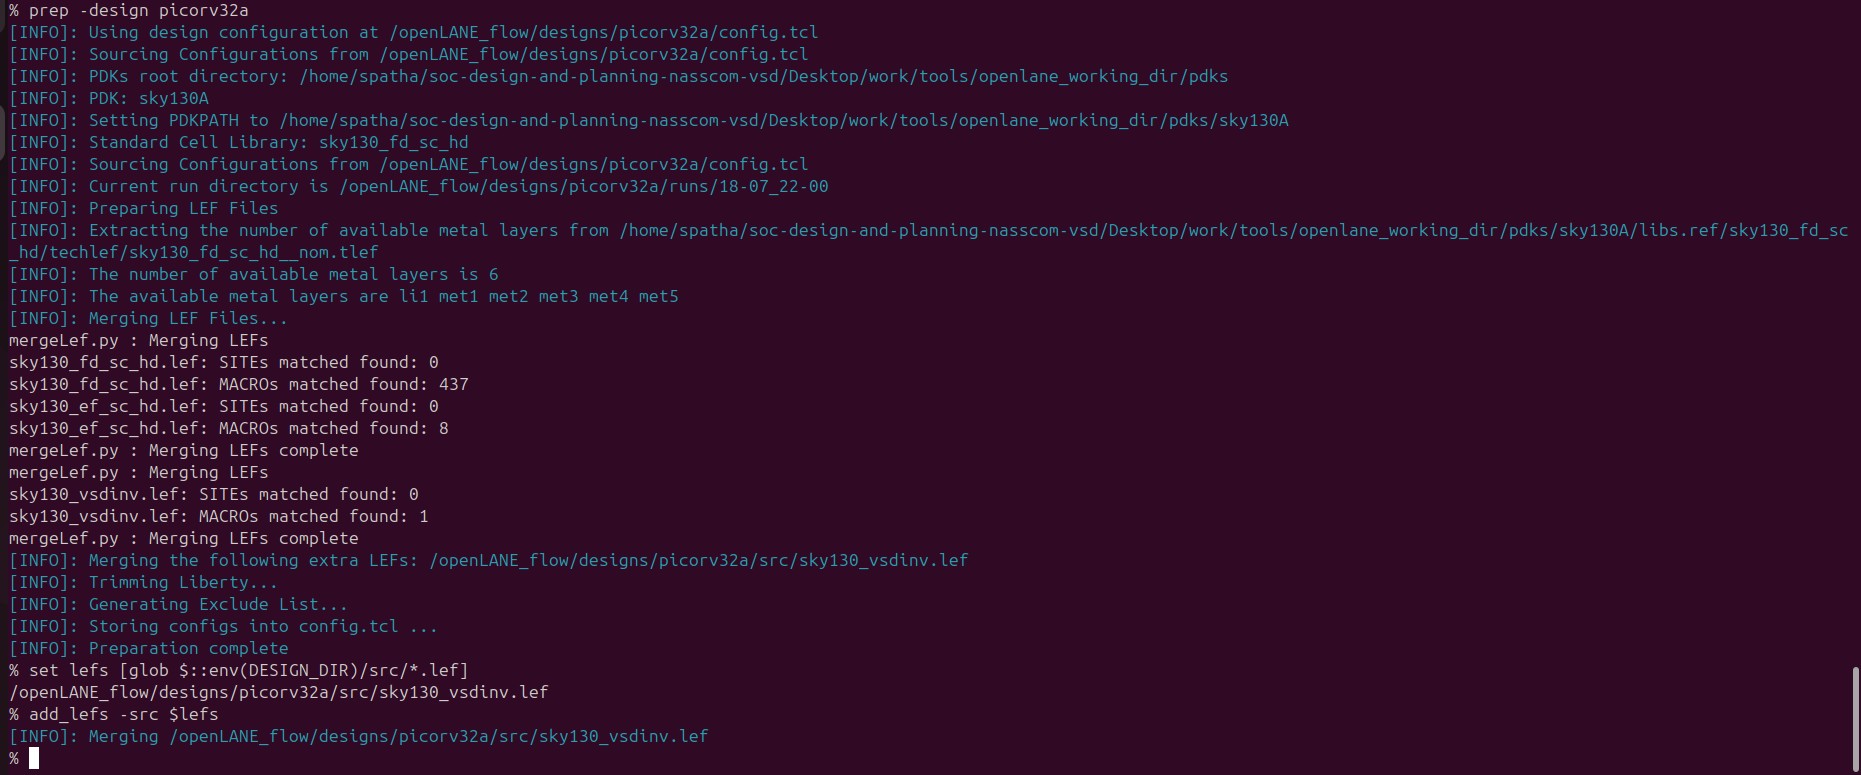 % prep -design picorv32a
[INFO]: Using design configuration at /openLANE_flow/designs/picorv32a/config.tcl
[INFO]: Sourcing Configurations from /openLANE_flow/designs/picorv32a/config.tcl
[INFO]: PDKs root directory: /home/spatha/soc-design-and-planning-nasscom-vsd/Desktop/work/tools/openlane_working_dir/pdks
[INFO]: PDK: sky130A
[INFO]: Setting PDKPATH to /home/spatha/soc-design-and-planning-nasscom-vsd/Desktop/work/tools/openlane_working_dir/pdks/sky130A
[INFO]: Standard Cell Library: sky130_fd_sc_hd
[INFO]: Sourcing Configurations from /openLANE_flow/designs/picorv32a/config.tcl
[INFO]: Current run directory is /openLANE_flow/designs/picorv32a/runs/18-07_22-00
[INFO]: Preparing LEF Files
[INFO]: Extracting the number of available metal layers from /home/spatha/soc-design-and-planning-nasscom-vsd/Desktop/work/tools/openlane_working_dir/pdks/sky130A/libs.ref/sky130_fd_sc
_hd/techlef/sky130_fd_sc_hd__nom.tlef
[INFO]: The number of available metal layers is 6
[INFO]: The available metal layers are li1 met1 met2 met3 met4 met5
[INFO]: Merging LEF Files...
mergeLef.py : Merging LEFs
sky130_fd_sc_hd.lef: SITEs matched found: 0
sky130_fd_sc_hd.lef: MACROs matched found: 437
sky130_ef_sc_hd.lef: SITEs matched found: 0
sky130_ef_sc_hd.lef: MACROs matched found: 8
mergeLef.py : Merging LEFs complete
mergeLef.py : Merging LEFs
sky130_vsdinv.lef: SITEs matched found: 0
sky130_vsdinv.lef: MACROs matched found: 1
mergeLef.py : Merging LEFs complete
[INFO]: Merging the following extra LEFs: /openLANE_flow/designs/picorv32a/src/sky130_vsdinv.lef
[INFO]: Trimming Liberty...
[INFO]: Generating Exclude List...
[INFO]: Storing configs into config.tcl ...
[INFO]: Preparation complete
% set lefs [glob $::env(DESIGN_DIR)/src/*.lef]
/openLANE_flow/designs/picorv32a/src/sky130_vsdinv.lef
% add_lefs -src $lefs
[INFO]: Merging /openLANE_flow/designs/picorv32a/src/sky130_vsdinv.lef
%